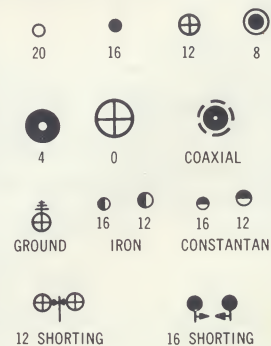 20 16 12 8
4 0 COAXIAL
16 12 16 12
GROUND IRON CONSTANTAN
12 SHORTING 16 SHORTING